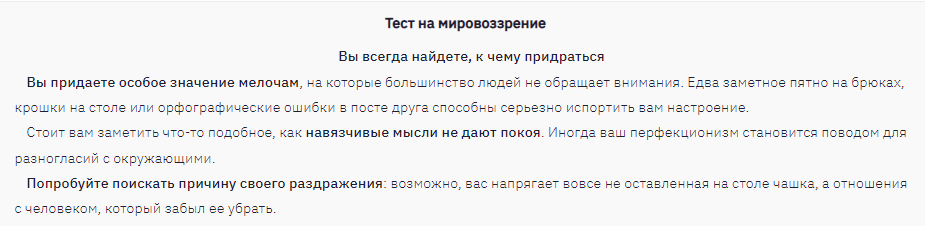 Тест на мировоззрение
Вы всегда найдете, к чему придраться
Вы придаете особое значение мелочам, на которые большинство людей не обращает внимания. Едва заметное пятно на брюках,
крошки на столе или орфографические ошибки в посте друга способны серьезно испортить вам настроение.
Стоит вам заметить что-то подобное, как навязчивые мысли не дают покоя. Иногда ваш перфекционизм становится поводом для
разногласий с окружающими.
Попробуйте поискать причину своего раздражения: возможно, вас напрягает вовсе не оставленная на столе чашка, а отношения
с человеком, который забыл ее убрать.